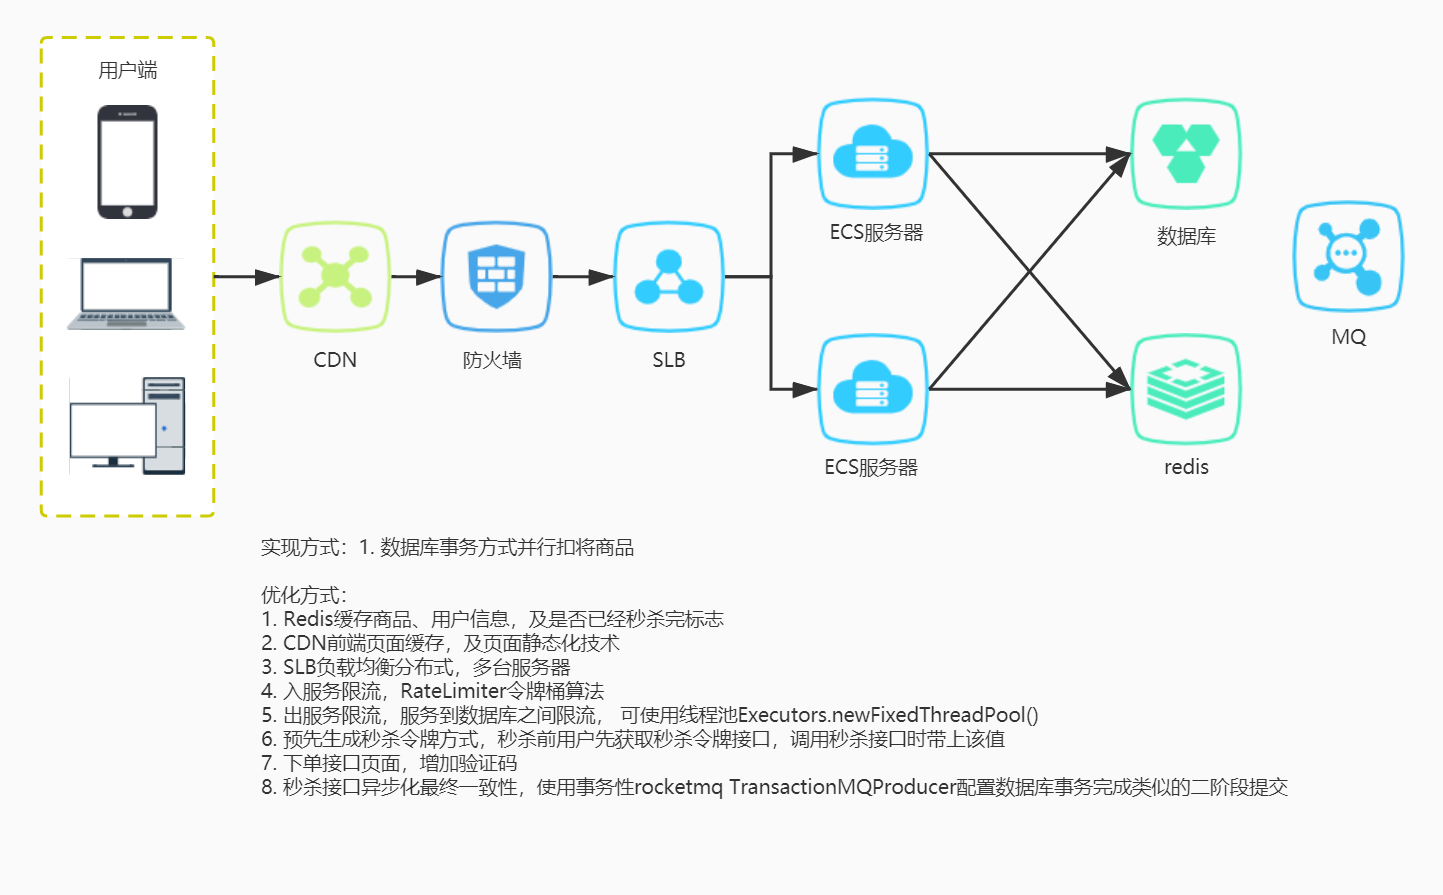 用户端
CDN
防火墙
SLB
ECS服务器
ECS服务器
数据库
redis
MQ
实现方式：1. 数据库事务方式并行扣将商品
优化方式：
1. Redis缓存商品、用户信息，及是否已经秒杀完标志
2. CDN前端页面缓存，及页面静态化技术
3. SLB负载均衡分布式，多台服务器
4. 入服务限流，RateLimiter令牌桶算法
5. 出服务限流，服务到数据库之间限流， 可使用线程池Executors.newFixedThreadPool()
6. 预先生成秒杀令牌方式，秒杀前用户先获取秒杀令牌接口，调用秒杀接口时带上该值
7. 下单接口页面，增加验证码
8. 秒杀接口异步化最终一致性，使用事务性rocketmq TransactionMQProducer配置数据库事务完成类似的二阶段提交